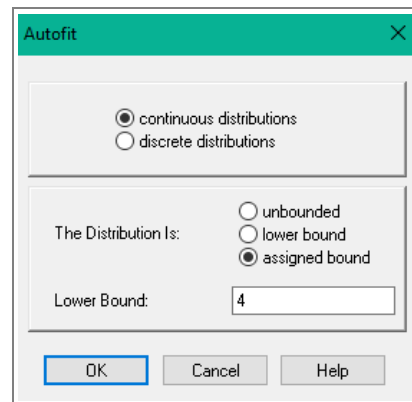 Autofit
continuous distributions
discrete distributions
The Distribution Is:
unbounded
lower bound
assigned bound
Lower Bound: 4
OK Cancel Help